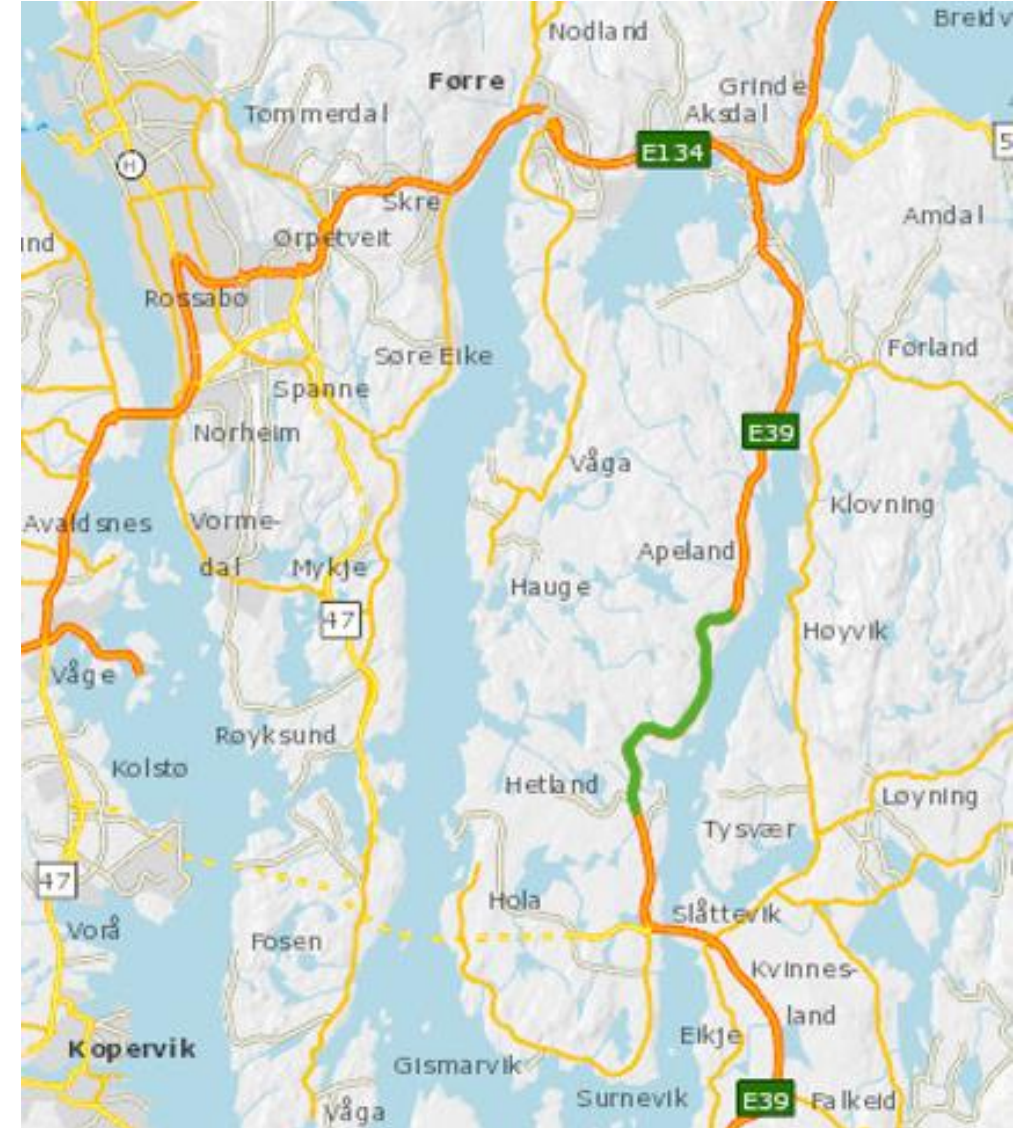 Breidv
Nodland
Førre
Grinde
Aksdal
Tommerdal
5
E134
H
Skre
Amdal
und
Ørpetveit
Rossabø
Førland
Søre Eike
Spanne
E39
Norheim
Våga
Klovning
Avaldsnes
Vorme-
dal
Mykje
Apeland
Hauge
47
Høyvik
Våge
Røyksund
Kolstø
Hetland
Løyning
Tysvær
47
Hola
Slåttevik
Vorå
Fosen
Kvinnes-
land
Eikje
Kopervik
Gismarvik
Surnevik
E39
Falkeid
Våga